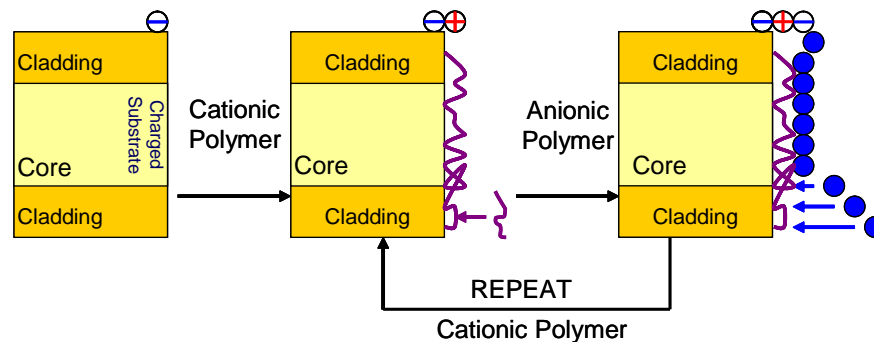 Cladding
Charged
Substrate
Core
Cladding
Cationic
Polymer
Cladding
Core
Cladding
Anionic
Polymer
Cladding
Core
Cladding
REPEAT
Cationic Polymer